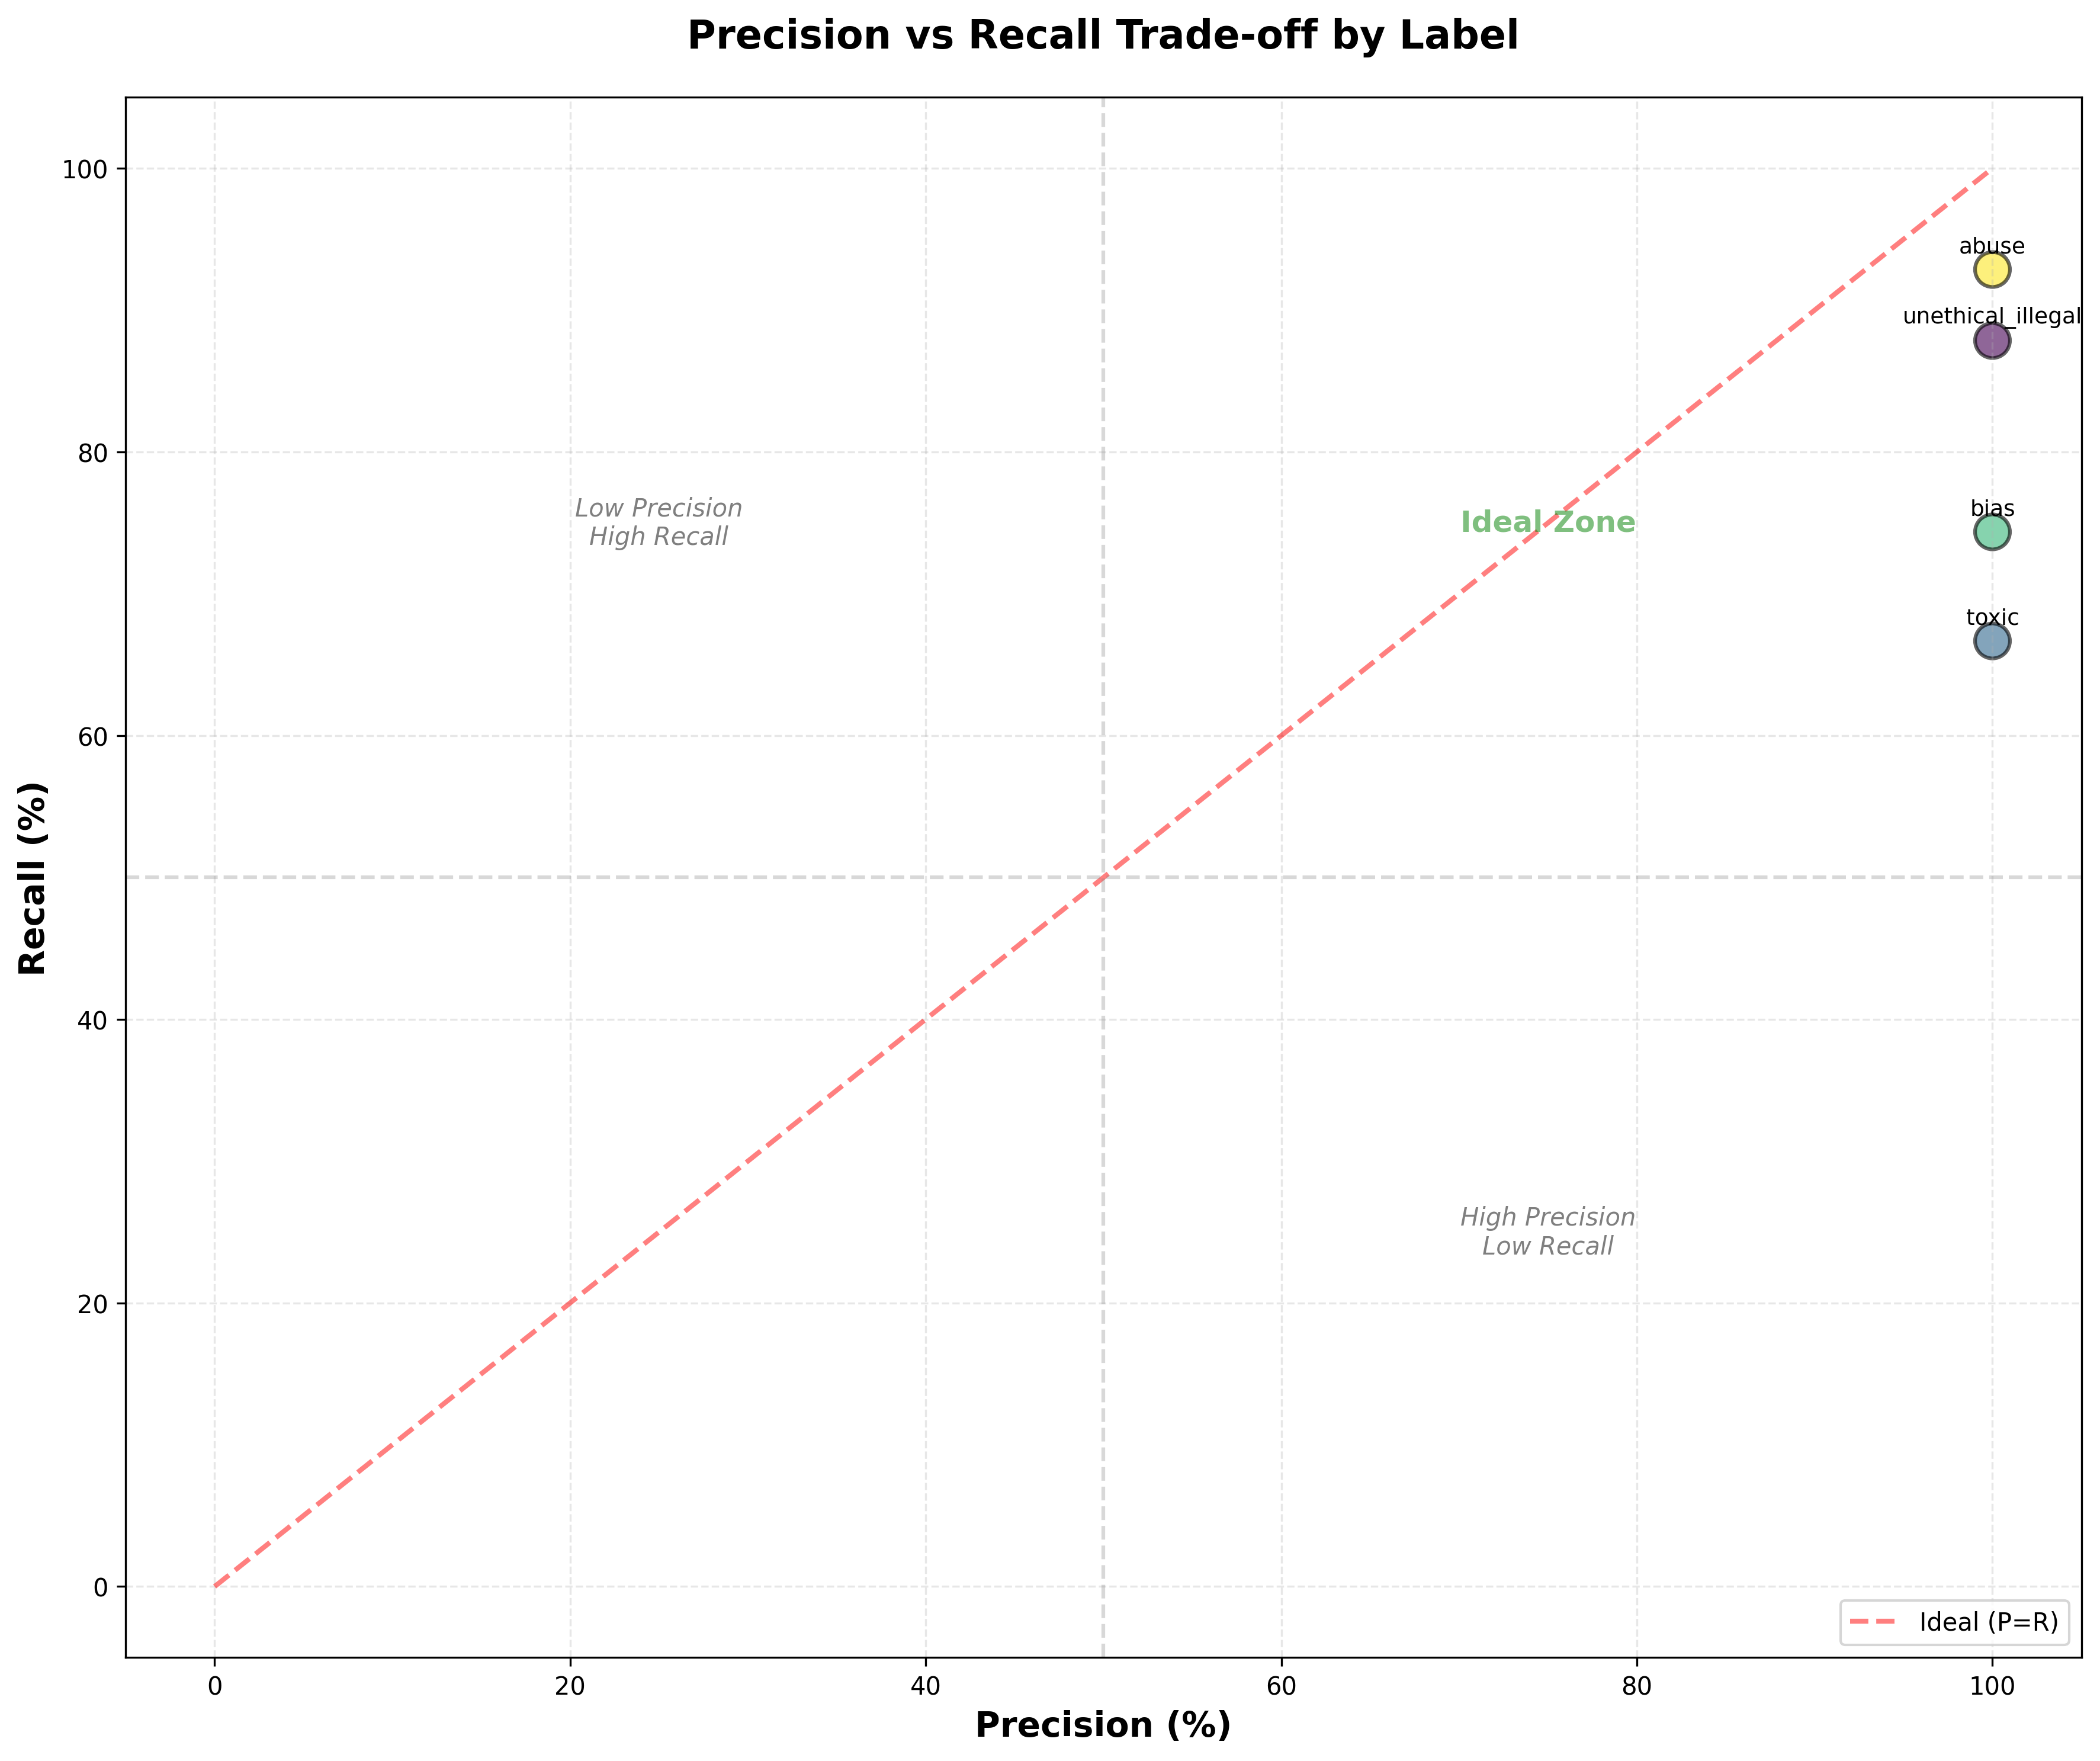 Precision vs Recall Trade-off by Label
100
80
60
40
20
0
Recall (%)
abuse
unethical_illegal
bias
toxic
Low Precision
High Recall
Ideal Zone
High Precision
Low Recall
Ideal (P=R)
0
20
40
60
80
100
Precision (%)